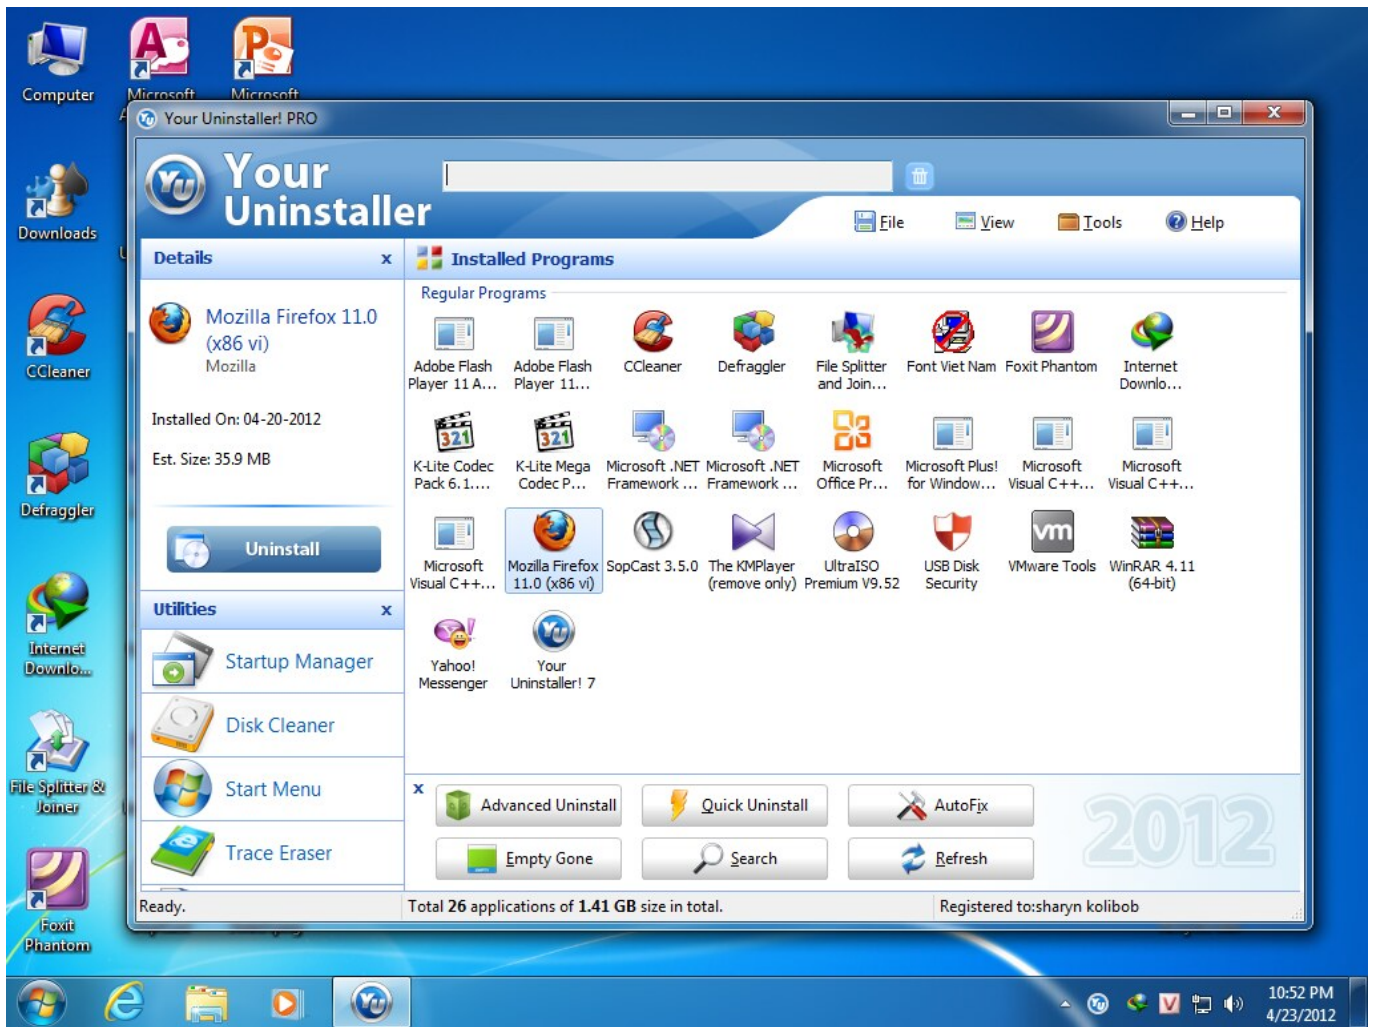 Computer
Microsoft
Microsoft
Downloads
CCleaner
Defraggler
Internet
Downlo...
File Splitter &
Joiner
Foxit
Phantom
Your Uninstaller! PRO
Your
Uninstaller
File
View
Tools
Help
Details
x
Mozilla Firefox 11.0
(x86 vi)
Mozilla
Installed On: 04-20-2012
Est. Size: 35.9 MB
Uninstall
Utilities
x
Startup Manager
Disk Cleaner
Start Menu
Trace Eraser
Installed Programs
Regular Programs
Adobe Flash
Player 11 A...
Adobe Flash
Player 11...
CCleaner
Defraggler
File Splitter
and Join...
Font Viet Nam
Foxit Phantom
Internet
Downlo...
321
K-Lite Codec
Pack 6.1....
321
K-Lite Mega
Codec P...
Microsoft .NET
Framework ...
Microsoft .NET
Framework ...
Microsoft
Office Pr...
Microsoft Plus!
for Window...
Microsoft
Visual C++...
Microsoft
Visual C++...
Microsoft
Visual C++...
Mozilla Firefox
11.0 (x86 vi)
SopCast 3.5.0
The KMPlayer
(remove only)
UltraISO
Premium V9.52
USB Disk
Security
vm
VMware Tools
WinRAR 4.11
(64-bit)
Yahoo!
Messenger
Yu
Your
Uninstaller! 7
x
Advanced Uninstall
Quick Uninstall
AutoFix
Empty Gone
Search
Refresh
2012
Ready.
Total 26 applications of 1.41 GB size in total.
Registered to:sharyn kolibob
10:52 PM
4/23/2012